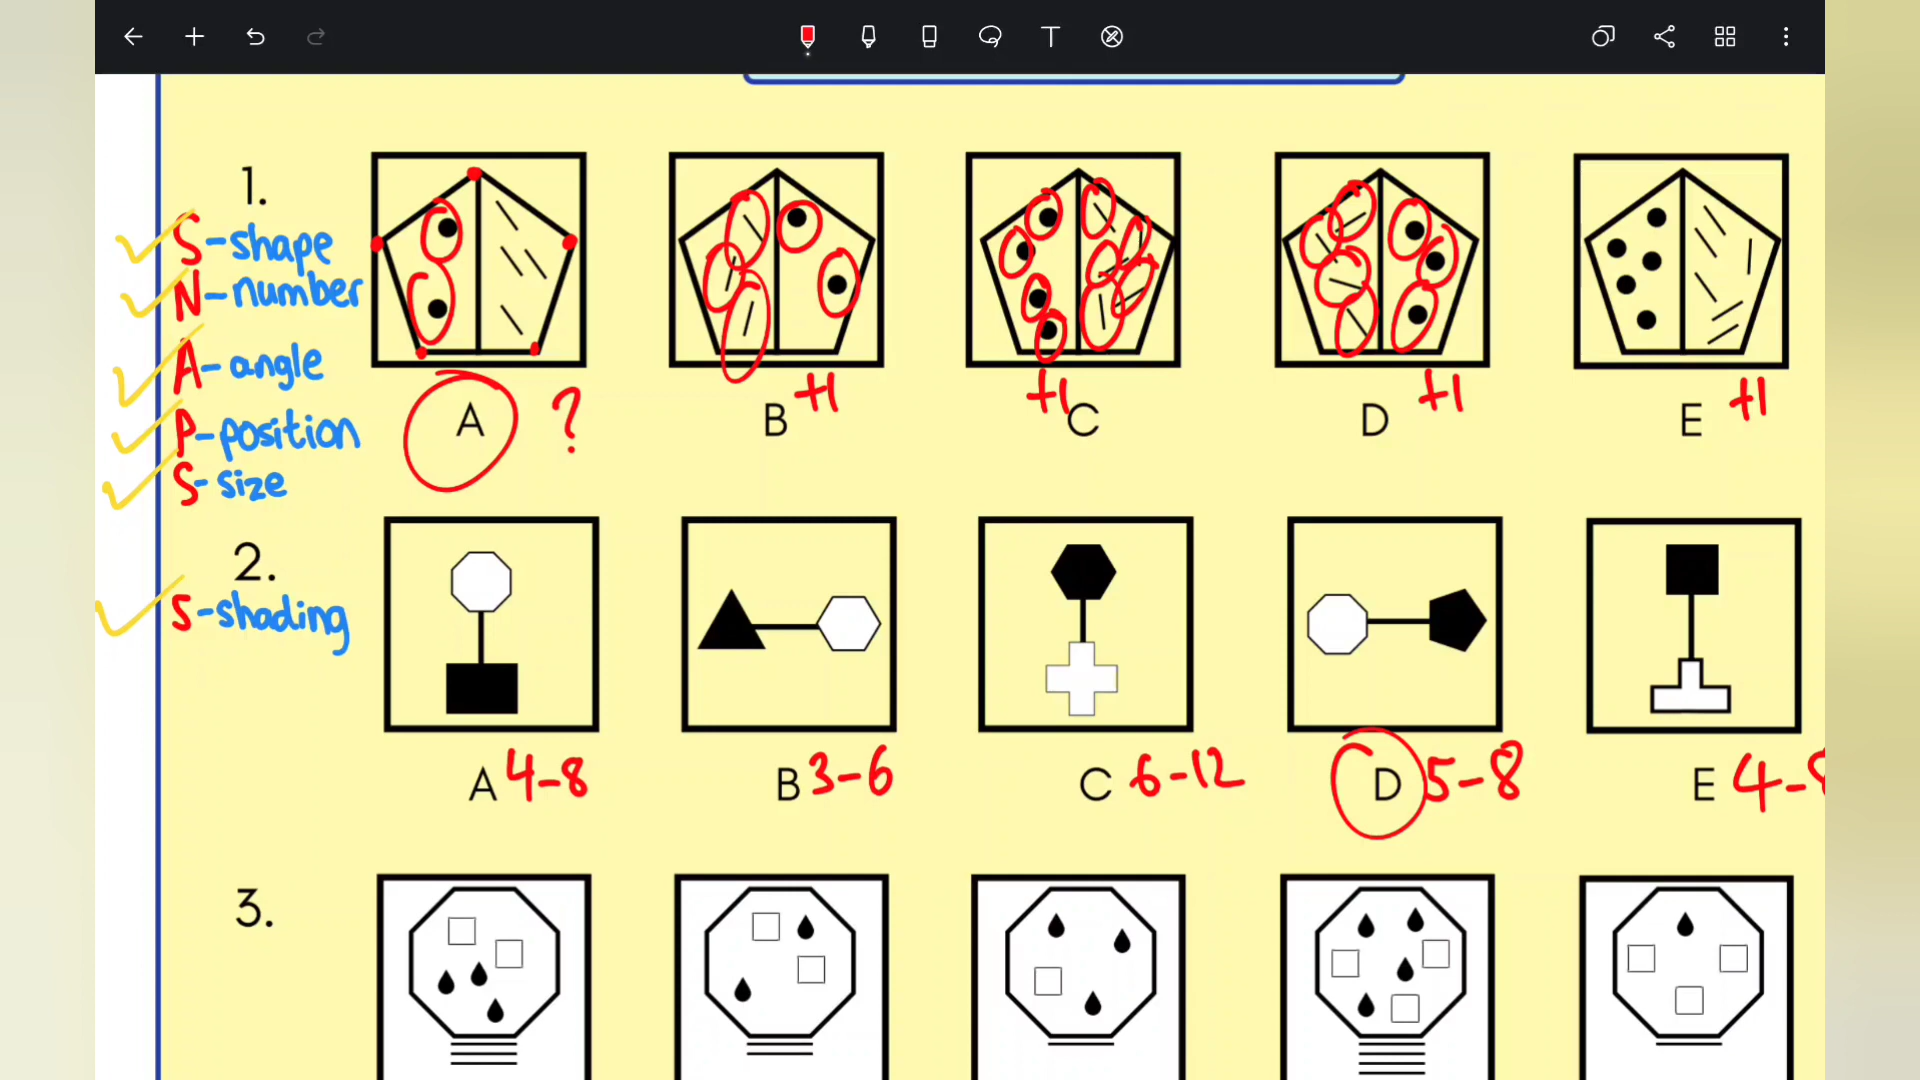 T
1.
S-shape
N-number
A-angle
P-position
S-size
A ?
B +1
+1 C
D +1
E +1
2.
S-shading
A 4-8
B 3-6
C 6-12
D 5-8
E 4-
3.